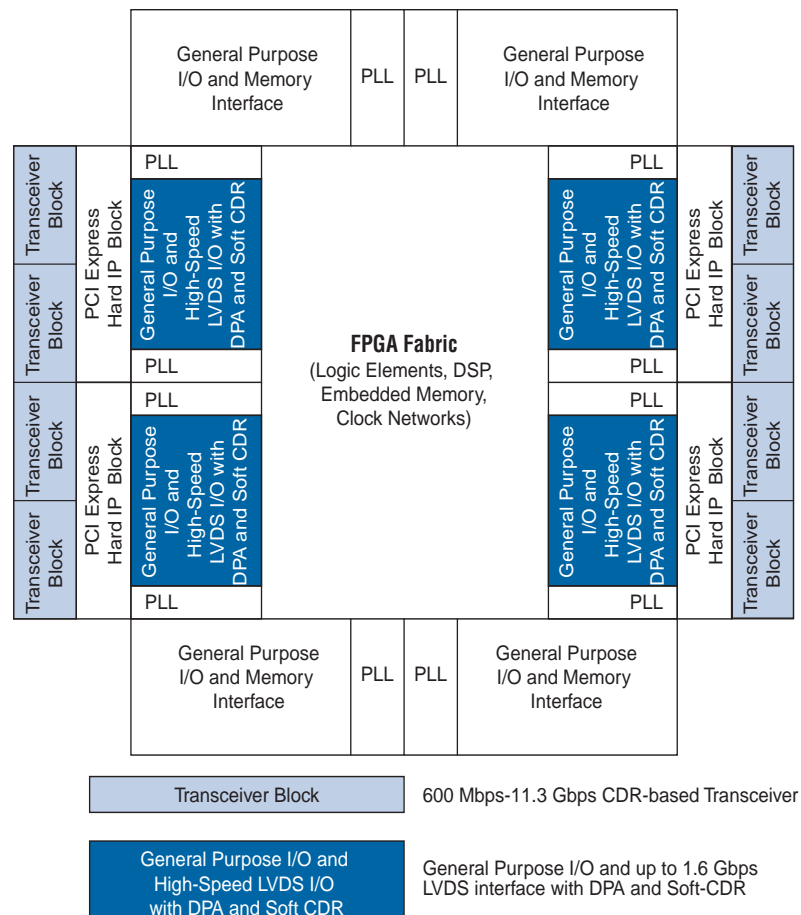 General Purpose
I/O and Memory
Interface
PLL
PLL
General Purpose
I/O and Memory
Interface
Transceiver
Block
Transceiver
Block
PCI Express
Hard IP Block
PLL
General Purpose
I/O and
High-Speed
LVDS I/O with
DPA and Soft CDR
PLL
Transceiver
Block
Transceiver
Block
PCI Express
Hard IP Block
PLL
General Purpose
I/O and
High-Speed
LVDS I/O with
DPA and Soft CDR
PLL
FPGA Fabric
(Logic Elements, DSP,
Embedded Memory,
Clock Networks)
PLL
General Purpose
I/O and
High-Speed
LVDS I/O with
DPA and Soft CDR
PLL
PCI Express
Hard IP Block
Transceiver
Block
Transceiver
Block
PLL
General Purpose
I/O and
High-Speed
LVDS I/O with
DPA and Soft CDR
PLL
PCI Express
Hard IP Block
Transceiver
Block
Transceiver
Block
General Purpose
I/O and Memory
Interface
PLL
PLL
General Purpose
I/O and Memory
Interface
Transceiver Block
600 Mbps-11.3 Gbps CDR-based Transceiver
General Purpose I/O and
High-Speed LVDS I/O
with DPA and Soft CDR
General Purpose I/O and up to 1.6 Gbps
LVDS interface with DPA and Soft-CDR